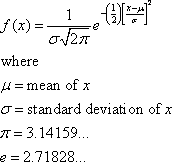 f(x) = 1/(σ√2π) e^−(1/2)[(x−μ)/σ]²
where
μ = mean of x
σ = standard deviation of x
π = 3.14159...
e = 2.71828...